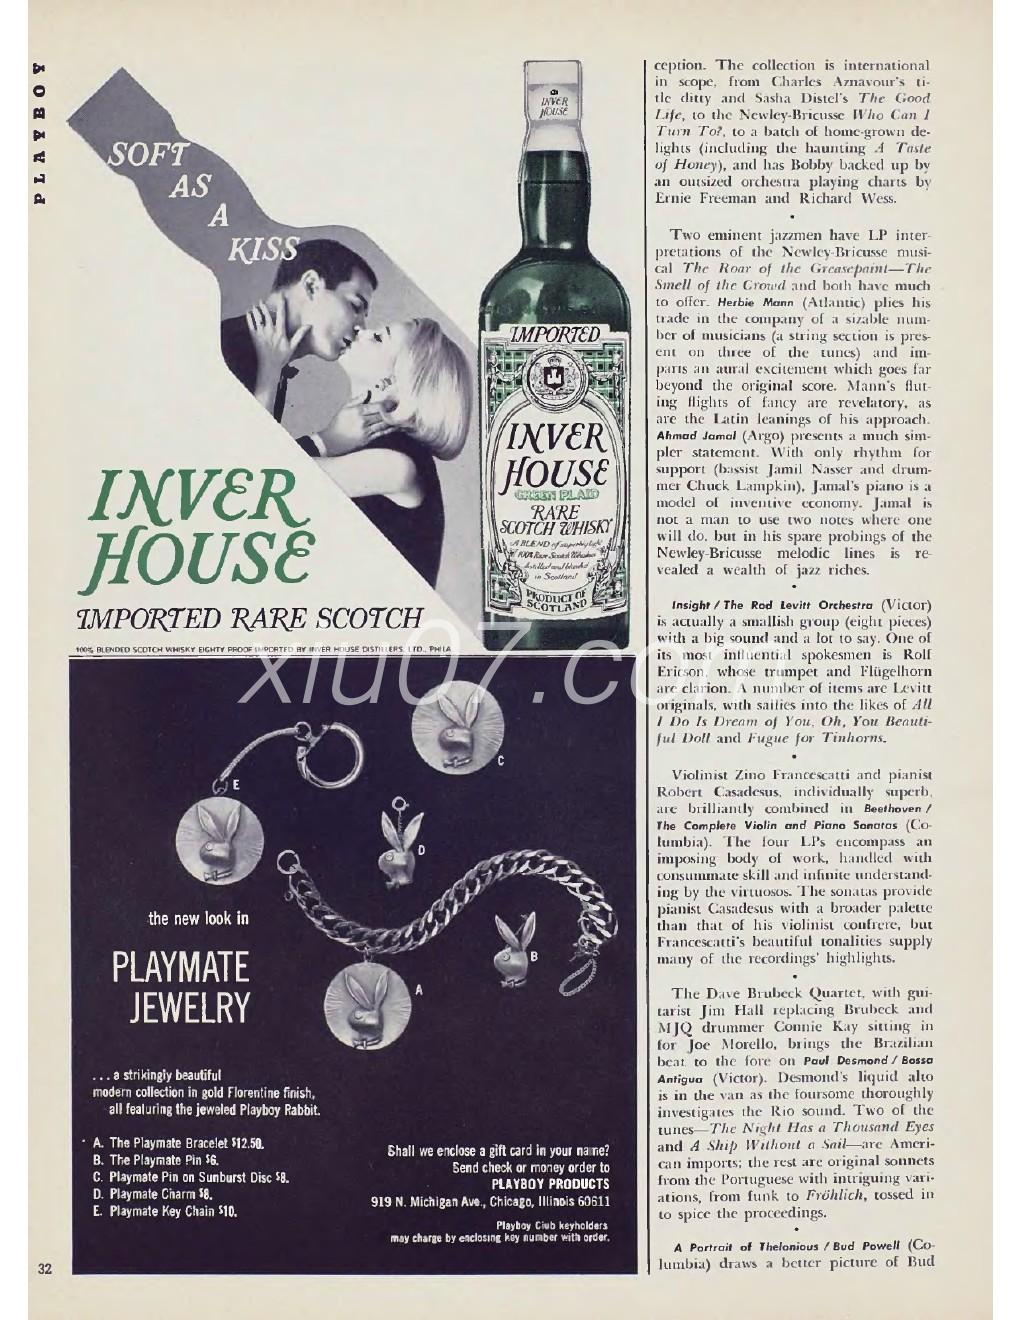 PLAYBOY
SOFT
AS
A
KISS
INVER
HOUSE
IMPORTED RARE SCOTCH
100% BLENDED SCOTCH WHISKY EIGHTY PROOF IMPORTED BY INVER HOUSE DISTILLERS, LTD., PHILA.
INVER
HOUSE
IMPORTED
INVER
HOUSE
GREEN PLAID
RARE
SCOTCH WHISKY
A BLEND of superbly light
100% Rare Scotch Whiskies
distilled and blended
in Scotland
PRODUCT OF
SCOTLAND
C
E
D
B
A
the new look in
PLAYMATE
JEWELRY
... a strikingly beautiful
modern collection in gold Florentine finish,
all featuring the jeweled Playboy Rabbit.
A. The Playmate Bracelet $12.50.
B. The Playmate Pin $6.
C. Playmate Pin on Sunburst Disc $8.
D. Playmate Charm $8.
E. Playmate Key Chain $10.
Shall we enclose a gift card in your name?
Send check or money order to
PLAYBOY PRODUCTS
919 N. Michigan Ave., Chicago, Illinois 60611
Playboy Club keyholders
may charge by enclosing key number with order.
ception. The collection is international
in scope, from Charles Aznavour's ti-
tle ditty and Sasha Distel's The Good
Life, to the Newley-Bricusse Who Can I
Turn To?, to a batch of home-grown de-
lights (including the haunting A Taste
of Honey), and has Bobby backed up by
an outsized orchestra playing charts by
Ernie Freeman and Richard Wess.
•
Two eminent jazzmen have LP inter-
pretations of the Newley-Bricusse musi-
cal The Roar of the Greasepaint—The
Smell of the Crowd and both have much
to offer. Herbie Mann (Atlantic) plies his
trade in the company of a sizable num-
ber of musicians (a string section is pres-
ent on three of the tunes) and im-
parts an aural excitement which goes far
beyond the original score. Mann's flut-
ing flights of fancy are revelatory, as
are the Latin leanings of his approach.
Ahmad Jamal (Argo) presents a much sim-
pler statement. With only rhythm for
support (bassist Jamil Nasser and drum-
mer Chuck Lampkin), Jamal's piano is a
model of inventive economy. Jamal is
not a man to use two notes where one
will do, but in his spare probings of the
Newley-Bricusse melodic lines is re-
vealed a wealth of jazz riches.
•
Insight / The Rod Levitt Orchestra (Victor)
is actually a smallish group (eight pieces)
with a big sound and a lot to say. One of
its most influential spokesmen is Rolf
Ericson, whose trumpet and Flügelhorn
are clarion. A number of items are Levitt
originals, with sallies into the likes of All
I Do Is Dream of You, Oh, You Beauti-
ful Doll and Fugue for Tinhorns.
•
Violinist Zino Francescatti and pianist
Robert Casadesus, individually superb,
are brilliantly combined in Beethoven /
The Complete Violin and Piano Sonatas (Co-
lumbia). The four LPs encompass an
imposing body of work, handled with
consummate skill and infinite understand-
ing by the virtuosos. The sonatas provide
pianist Casadesus with a broader palette
than that of his violinist confrere, but
Francescatti's beautiful tonalities supply
many of the recordings' highlights.
•
The Dave Brubeck Quartet, with gui-
tarist Jim Hall replacing Brubeck and
MJQ drummer Connie Kay sitting in
for Joe Morello, brings the Brazilian
beat to the fore on Paul Desmond / Bossa
Antigua (Victor). Desmond's liquid alto
is in the van as the foursome thoroughly
investigates the Rio sound. Two of the
tunes—The Night Has a Thousand Eyes
and A Ship Without a Sail—are Ameri-
can imports; the rest are original sonnets
from the Portuguese with intriguing vari-
ations, from funk to Fröhlich, tossed in
to spice the proceedings.
•
A Portrait of Thelonious / Bud Powell (Co-
lumbia) draws a better picture of Bud
32
xiu07.com